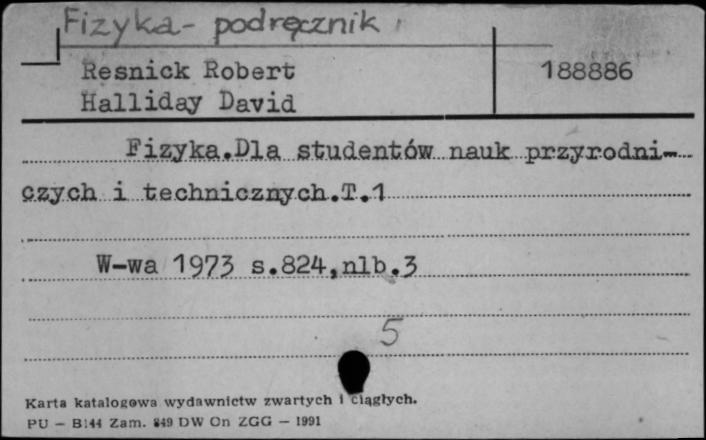 Fizyka - podręcznik
Resnick Robert
188886
Halliday David
Fizyka.Dla studentów nauk przyrodni-
czych i technicznych.T.1
W-wa 1973 s.824,nlb.3
5
Karta katalogowa wydawnictw zwartych i ciągłych.
PU - B144 Zam. 849 DW On ZGG - 1991